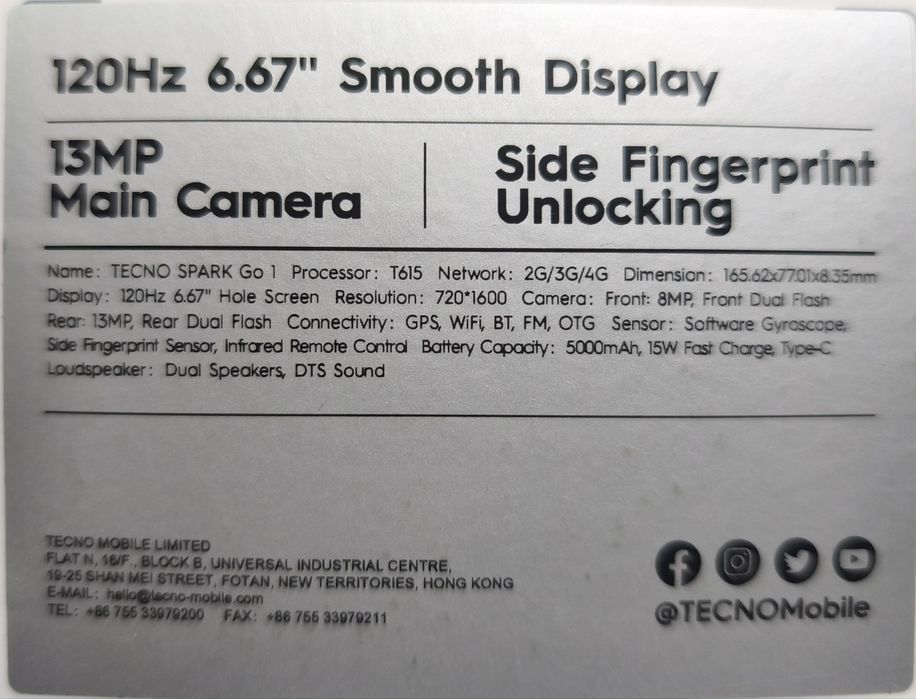 120Hz 6.67" Smooth Display
13MP
Main Camera
Side Fingerprint
Unlocking
Name: TECNO SPARK Go 1 Processor: T615 Network: 2G/3G/4G Dimension: 165.62x77.01x8.35mm
Display: 120Hz 6.67" Hole Screen Resolution: 720*1600 Camera: Front: 8MP, Front Dual Flash
Rear: 13MP, Rear Dual Flash Connectivity: GPS, WiFi, BT, FM, OTG Sensor: Software Gyroscope,
Side Fingerprint Sensor, Infrared Remote Control Battery Capacity: 5000mAh, 15W Fast Charge, Type-C
Loudspeaker: Dual Speakers, DTS Sound
TECNO MOBILE LIMITED
FLAT N, 16/F., BLOCK B, UNIVERSAL INDUSTRIAL CENTRE,
19-25 SHAN MEI STREET, FOTAN, NEW TERRITORIES, HONG KONG
E-MAIL: hello@tecno-mobile.com
TEL: +86 755 33979200 FAX: +86 755 33979211
@TECNOMobile